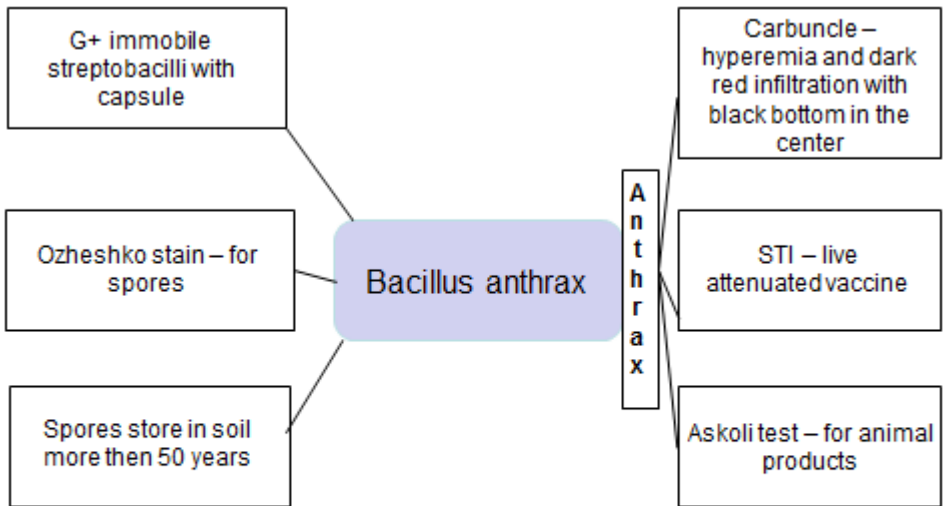 G+ immobile
streptobacilli with
capsule
Ozheshko stain – for
spores
Spores store in soil
more then 50 years
Bacillus anthrax
Anthrax
Carbuncle –
hyperemia and dark
red infiltration with
black bottom in the
center
STI – live
attenuated vaccine
Askoli test – for animal
products